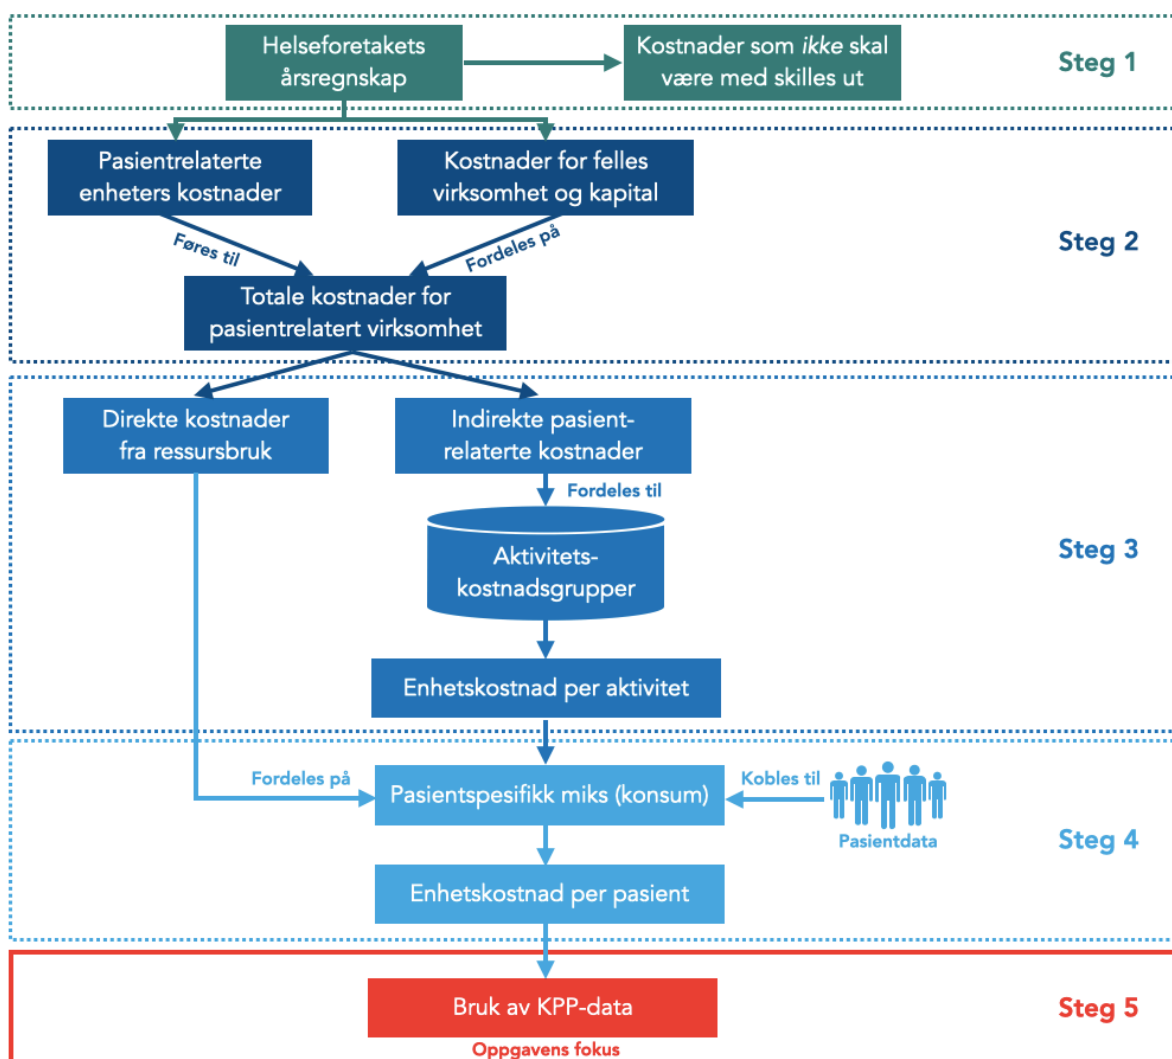 Helseforetakets
årsregnskap
Kostnader som ikke skal
være med skilles ut
Steg 1
Pasientrelaterte
enheters kostnader
Kostnader for felles
virksomhet og kapital
Føres til
Fordeles på
Steg 2
Totale kostnader for
pasientrelatert virksomhet
Direkte kostnader
fra ressursbruk
Indirekte pasient-
relaterte kostnader
Fordeles til
Aktivitets-
kostnadsgrupper
Steg 3
Enhetskostnad per aktivitet
Fordeles på
Pasientspesifikk miks (konsum)
Kobles til
Pasientdata
Steg 4
Enhetskostnad per pasient
Bruk av KPP-data
Steg 5
Oppgavens fokus